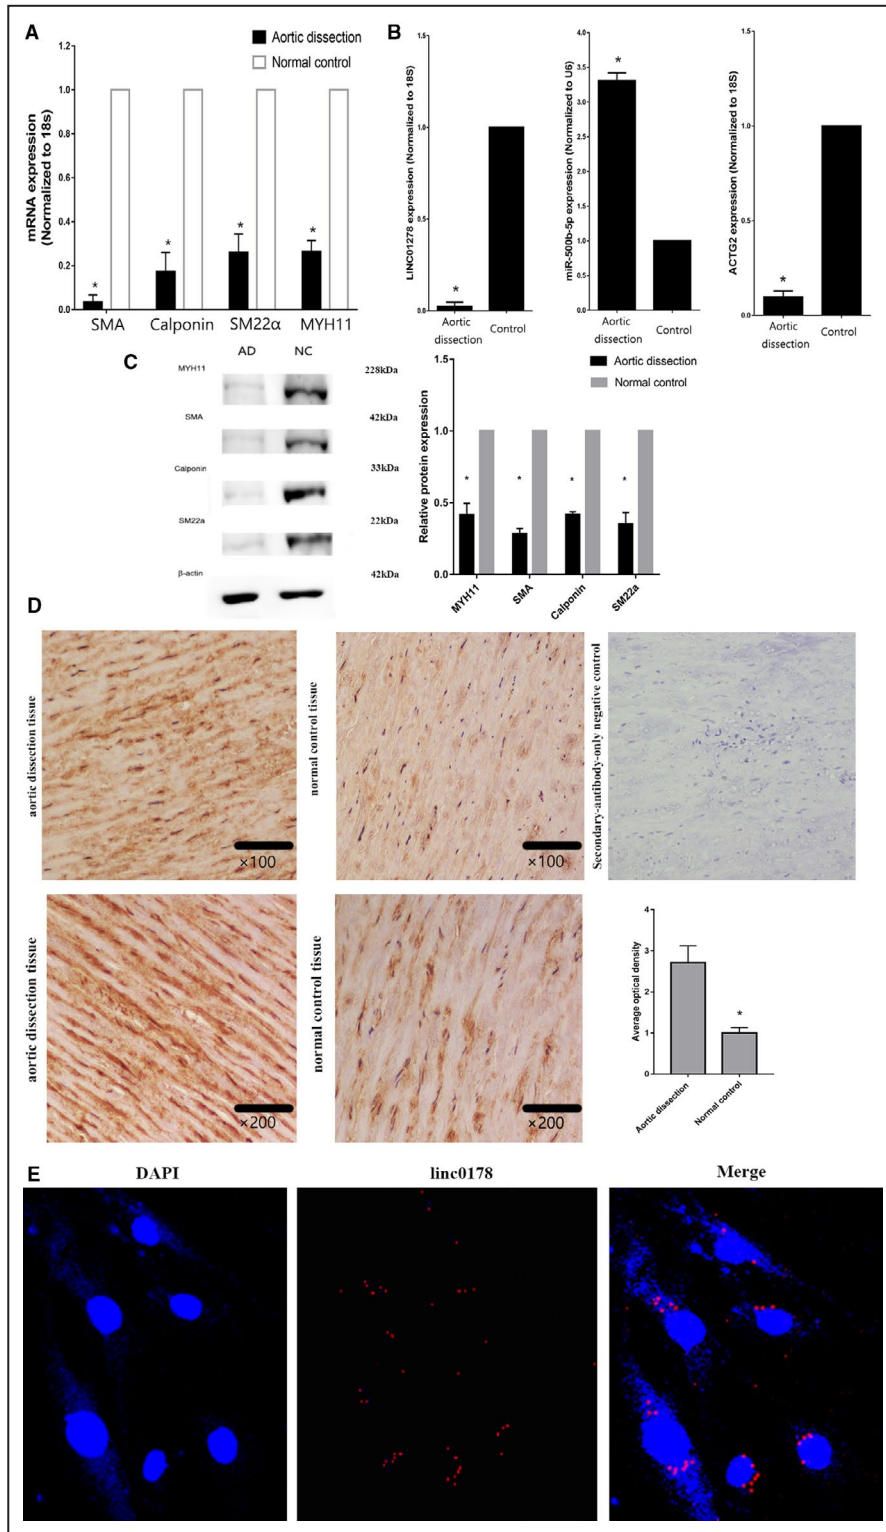 A
Aortic dissection
Normal control
mRNA expression
(Normalized to 18s)
1.2
1.0
0.8
0.6
0.4
0.2
0.0
*
*
*
*
SMA
Calponin
SM22α
MYH11
B
LINC01278 expression (Normalized to 18S)
1.5
1.0
0.5
0.0
*
Aortic
dissection
Control
miR-500b-5p expression (Normalized to U6)
4.0
3.5
3.0
2.5
2.0
1.5
1.0
0.5
0.0
*
Aortic
dissection
Control
ACTG2 expression (Normalized to 18S)
1.5
1.0
0.5
0.0
*
Aortic
dissection
Control
C
AD
NC
MYH11
228kDa
SMA
42kDa
Calponin
33kDa
SM22a
22kDa
β-actin
42kDa
Aortic dissection
Normal control
Relative protein expression
1.5
1.0
0.5
0.0
*
*
*
*
MYH11
SMA
Calponin
SM22a
D
aortic dissection tissue
×100
normal control tissue
×100
Secondary-antibody-only negative control
aortic dissection tissue
×200
normal control tissue
×200
Average optical density
4
3
2
1
0
*
Aortic dissection
Normal control
E
DAPI
linc0178
Merge